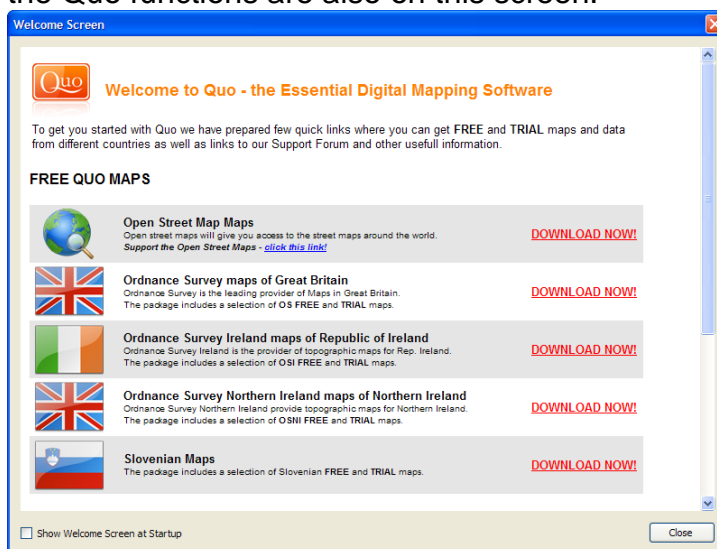 the Quo functions are also on this screen.
Welcome Screen
Quo
Welcome to Quo - the Essential Digital Mapping Software
To get you started with Quo we have prepared few quick links where you can get FREE and TRIAL maps and data
from different countries as well as links to our Support Forum and other usefull information.
FREE QUO MAPS
Open Street Map Maps
Open street maps will give you access to the street maps around the world.
Support the Open Street Maps - click this link!
DOWNLOAD NOW!
Ordnance Survey maps of Great Britain
Ordnance Survey is the leading provider of Maps in Great Britain.
The package includes a selection of OS FREE and TRIAL maps.
DOWNLOAD NOW!
Ordnance Survey Ireland maps of Republic of Ireland
Ordnance Survey Ireland is the provider of topographic maps for Rep. Ireland.
The package includes a selection of OSI FREE and TRIAL maps.
DOWNLOAD NOW!
Ordnance Survey Northern Ireland maps of Northern Ireland
Ordnance Survey Northern Ireland provide topographic maps for Northern Ireland.
The package includes a selection of OSNI FREE and TRIAL maps.
DOWNLOAD NOW!
Slovenian Maps
The package includes a selection of Slovenian FREE and TRIAL maps.
DOWNLOAD NOW!
Show Welcome Screen at Startup
Close